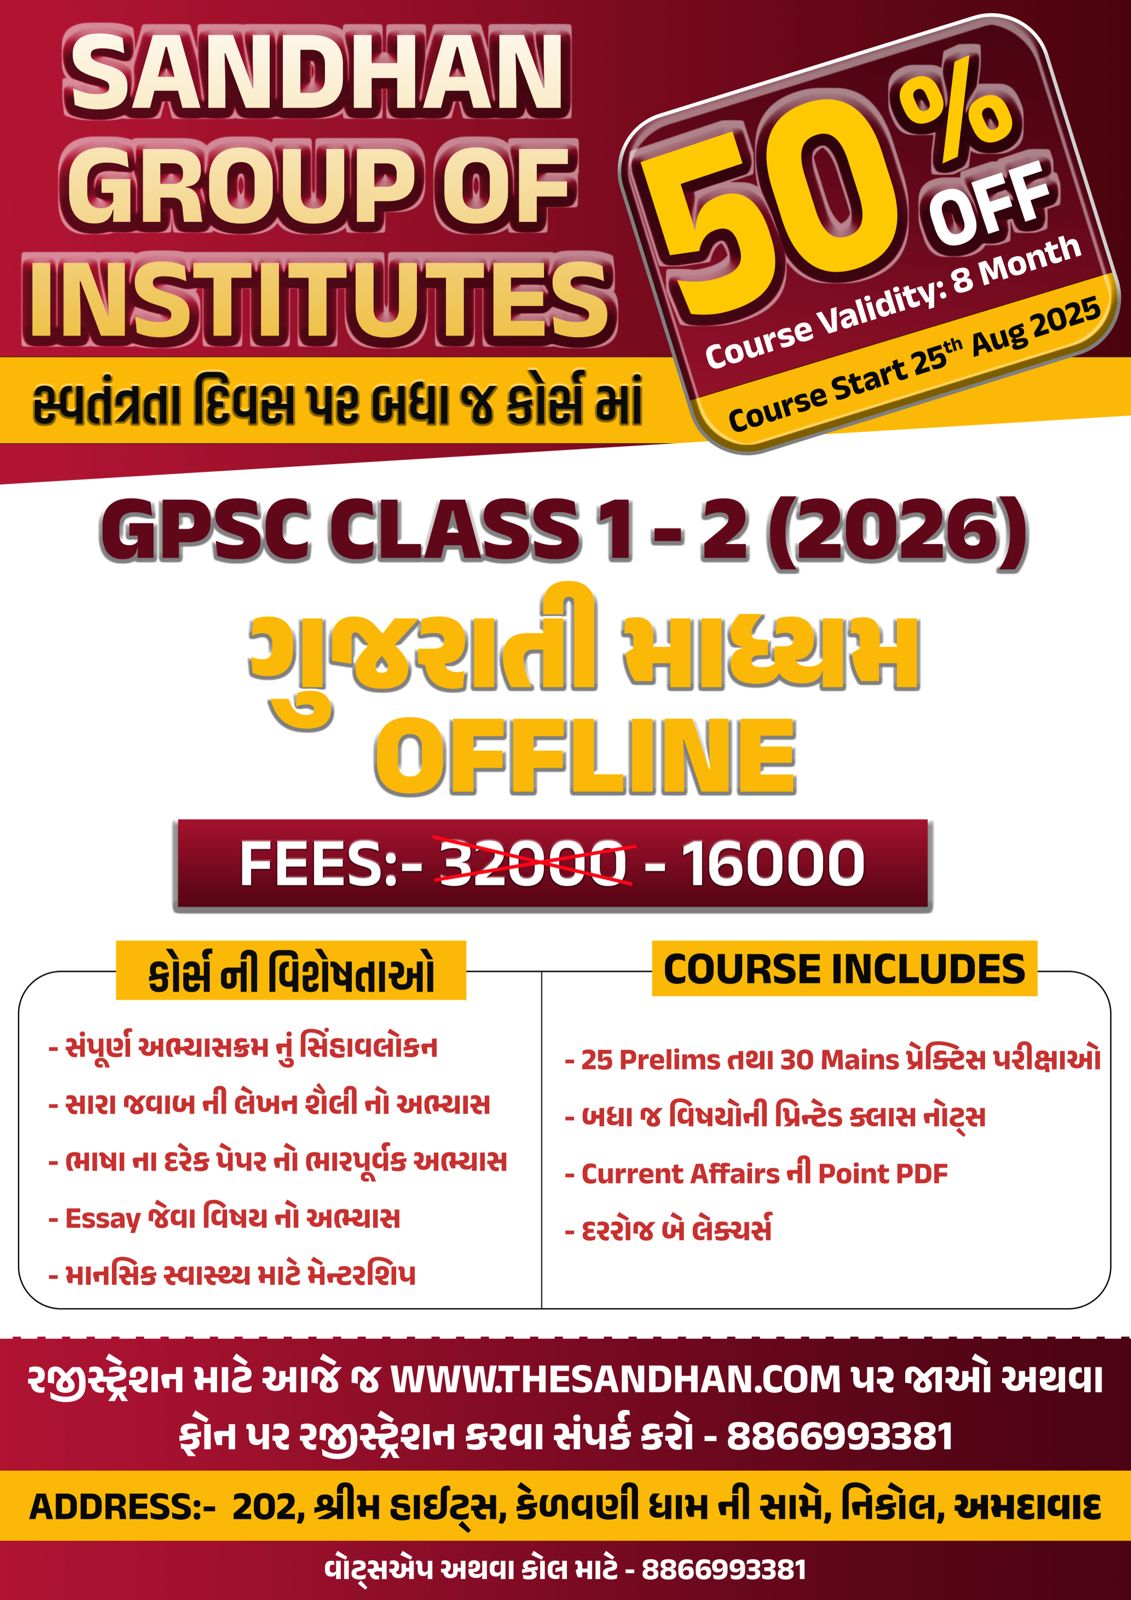 SANDHAN
GROUP OF
INSTITUTES
50% OFF
Course Validity: 8 Month
Course Start 25th Aug 2025
સ્વતંત્રતા દિવસ પર બધા જ કોર્સ માં
GPSC CLASS 1 - 2 (2026)
ગુજરાતી માધ્યમ
OFFLINE
FEES:- 32000 - 16000
કોર્સ ની વિશેષતાઓ
- સંપૂર્ણ અભ્યાસક્રમ નું સિંહાવલોકન
- સારા જવાબ ની લેખન શૈલી નો અભ્યાસ
- ભાષા ના દરેક પેપર નો ભારપૂર્વક અભ્યાસ
- Essay જેવા વિષય નો અભ્યાસ
- માનસિક સ્વાસ્થ્ય માટે મેન્ટરશિપ
COURSE INCLUDES
- 25 Prelims તથા 30 Mains પ્રેક્ટિસ પરીક્ષાઓ
- બધા જ વિષયોની પ્રિન્ટેડ ક્લાસ નોટ્સ
- Current Affairs ની Point PDF
- દરરોજ બે લેક્ચર્સ
રજીસ્ટ્રેશન માટે આજે જ WWW.THESANDHAN.COM પર જાઓ અથવા
ફોન પર રજીસ્ટ્રેશન કરવા સંપર્ક કરો - 8866993381
ADDRESS:- 202, શ્રીમ હાઈટ્સ, કેળવણી ધામ ની સામે, નિકોલ, અમદાવાદ
વોટ્સએપ અથવા કોલ માટે - 8866993381